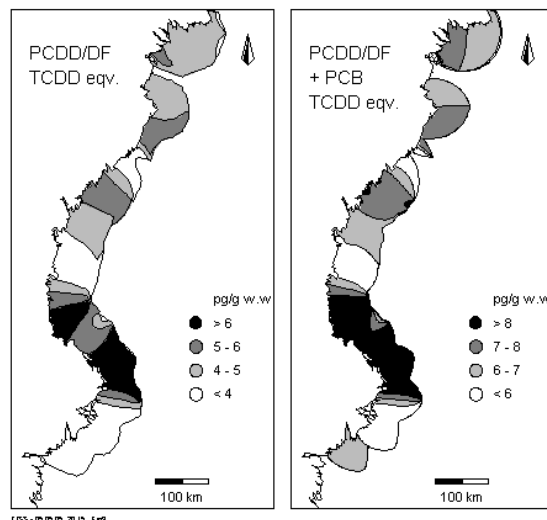 PCDD/DF
TCDD eqv.
pg/g w.w
> 6
5 - 6
4 - 5
< 4
100 km
PCDD/DF
+ PCB
TCDD eqv.
pg/g w.w
> 8
7 - 8
6 - 7
< 6
100 km